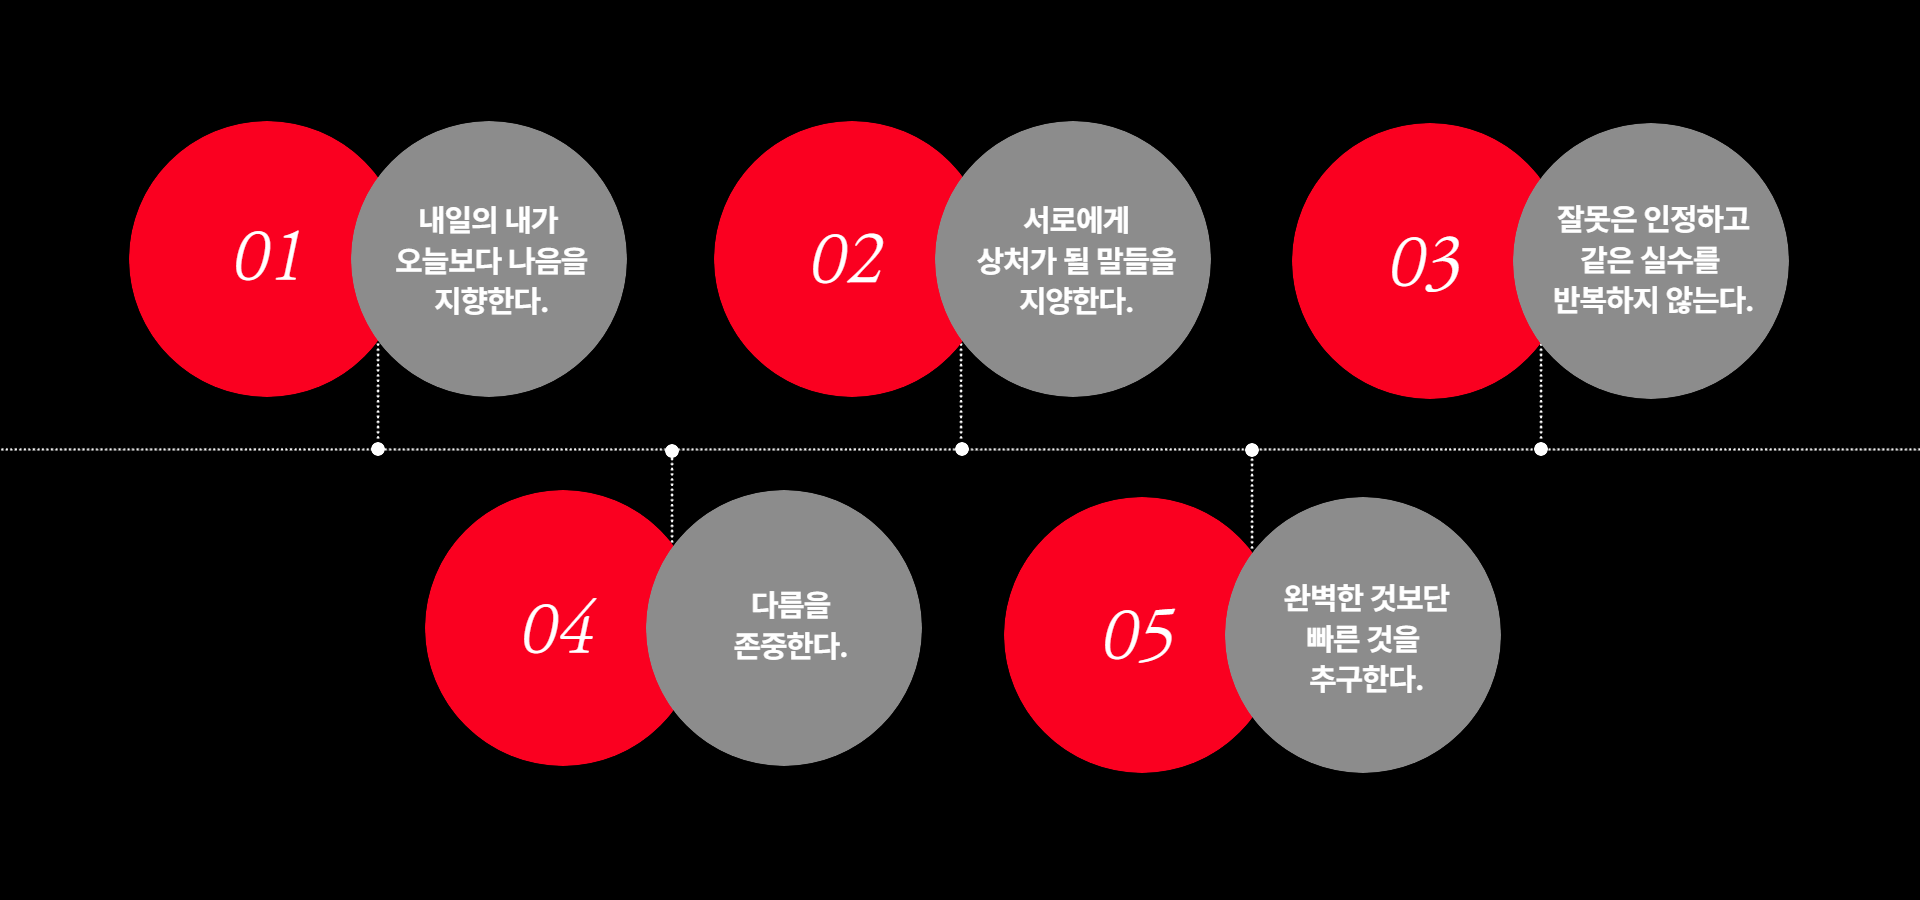 01
내일의 내가
오늘보다 나음을
지향한다.
02
서로에게
상처가 될 말들을
지양한다.
03
잘못은 인정하고
같은 실수를
반복하지 않는다.
04
다름을
존중한다.
05
완벽한 것보단
빠른 것을
추구한다.